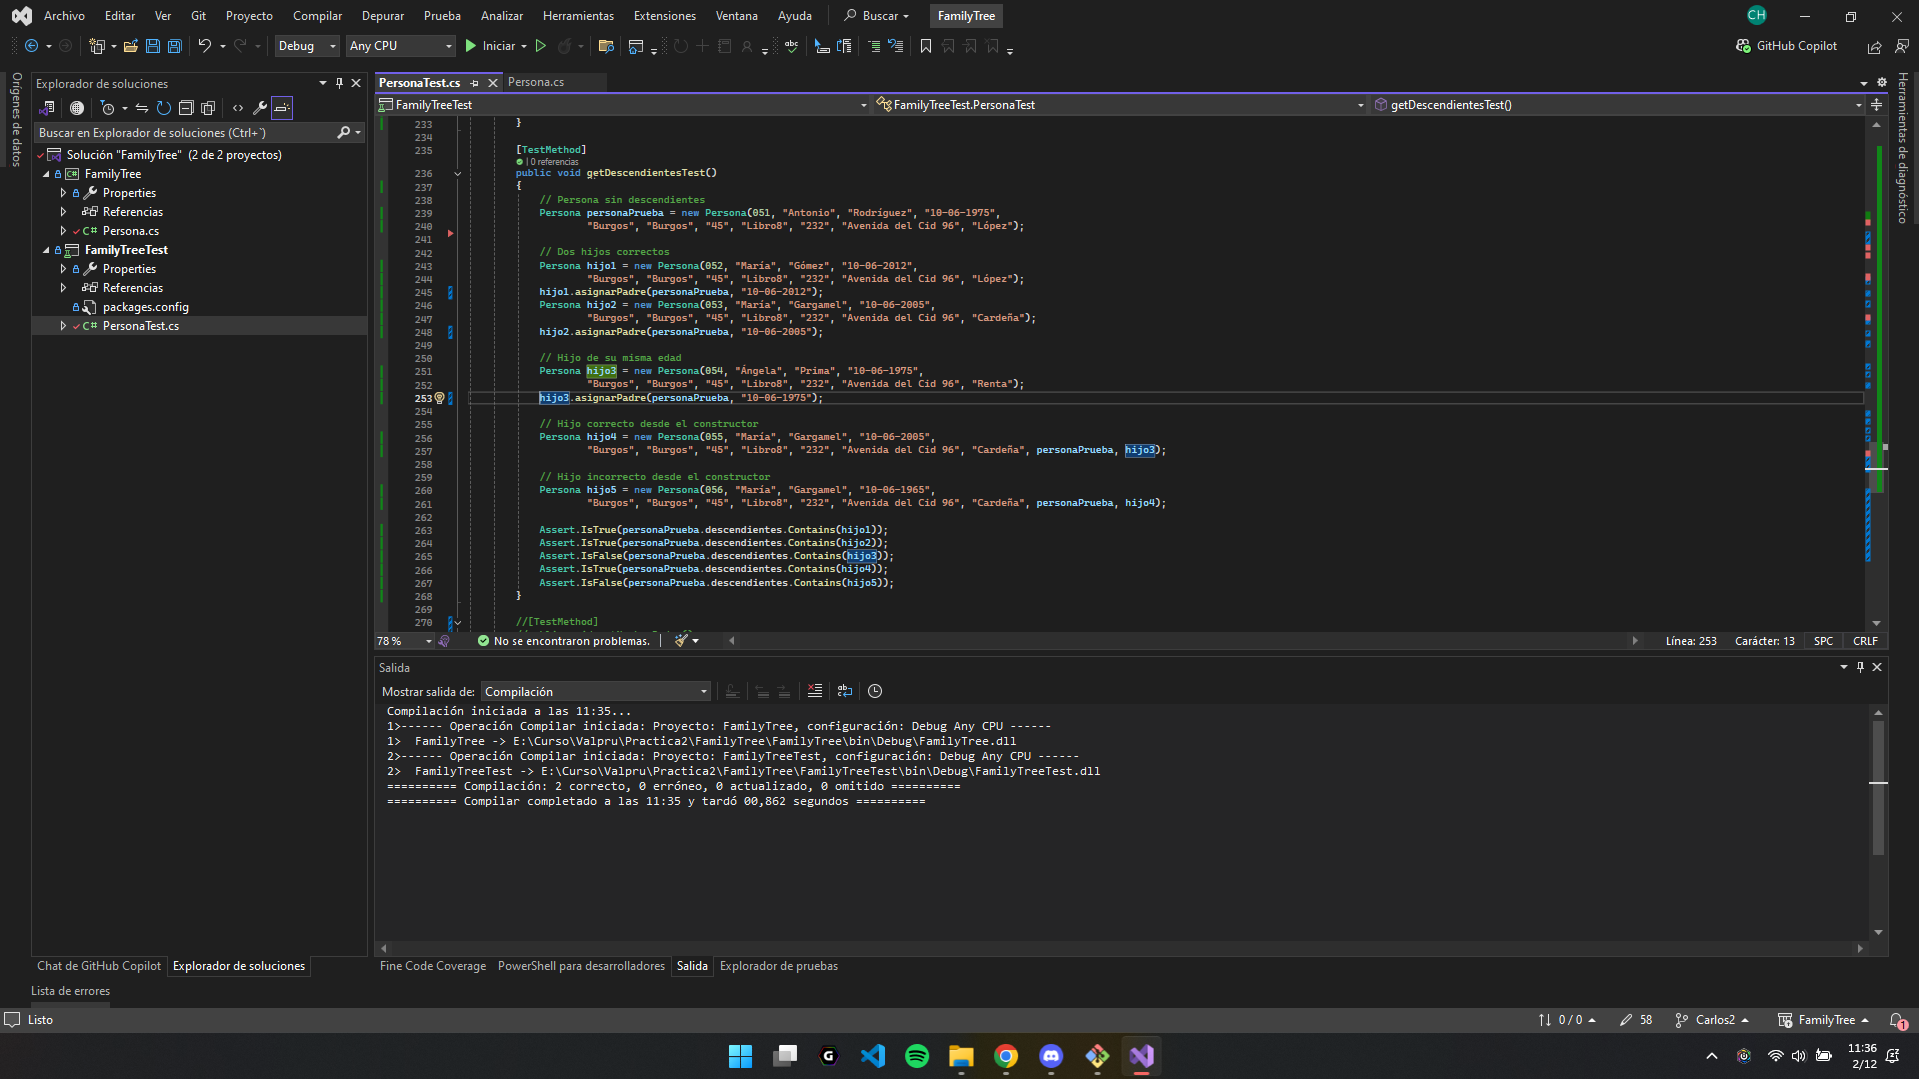 Archivo Editar Ver Git Proyecto Compilar Depurar Prueba Analizar Herramientas Extensiones Ventana Ayuda Buscar FamilyTree CH
Debug Any CPU Iniciar GitHub Copilot
Orígenes de datos
Explorador de soluciones
Buscar en Explorador de soluciones (Ctrl+`)
Solución "FamilyTree" (2 de 2 proyectos)
FamilyTree
Properties
Referencias
C# Persona.cs
FamilyTreeTest
Properties
Referencias
packages.config
C# PersonaTest.cs
Chat de GitHub Copilot Explorador de soluciones
Lista de errores
PersonaTest.cs Persona.cs
FamilyTreeTest FamilyTreeTest.PersonaTest getDescendientesTest()
233 }
234
235 [TestMethod]
| 0 referencias
236 public void getDescendientesTest()
237 {
238 // Persona sin descendientes
239 Persona personaPrueba = new Persona(051, "Antonio", "Rodríguez", "10-06-1975",
240 "Burgos", "Burgos", "45", "Libro8", "232", "Avenida del Cid 96", "López");
241
242 // Dos hijos correctos
243 Persona hijo1 = new Persona(052, "María", "Gómez", "10-06-2012",
244 "Burgos", "Burgos", "45", "Libro8", "232", "Avenida del Cid 96", "López");
245 hijo1.asignarPadre(personaPrueba, "10-06-2012");
246 Persona hijo2 = new Persona(053, "María", "Gargamel", "10-06-2005",
247 "Burgos", "Burgos", "45", "Libro8", "232", "Avenida del Cid 96", "Cardeña");
248 hijo2.asignarPadre(personaPrueba, "10-06-2005");
249
250 // Hijo de su misma edad
251 Persona hijo3 = new Persona(054, "Ángela", "Prima", "10-06-1975",
252 "Burgos", "Burgos", "45", "Libro8", "232", "Avenida del Cid 96", "Renta");
253 hijo3.asignarPadre(personaPrueba, "10-06-1975");
254
255 // Hijo correcto desde el constructor
256 Persona hijo4 = new Persona(055, "María", "Gargamel", "10-06-2005",
257 "Burgos", "Burgos", "45", "Libro8", "232", "Avenida del Cid 96", "Cardeña", personaPrueba, hijo3);
258
259 // Hijo incorrecto desde el constructor
260 Persona hijo5 = new Persona(056, "María", "Gargamel", "10-06-1965",
261 "Burgos", "Burgos", "45", "Libro8", "232", "Avenida del Cid 96", "Cardeña", personaPrueba, hijo4);
262
263 Assert.IsTrue(personaPrueba.descendientes.Contains(hijo1));
264 Assert.IsTrue(personaPrueba.descendientes.Contains(hijo2));
265 Assert.IsFalse(personaPrueba.descendientes.Contains(hijo3));
266 Assert.IsTrue(personaPrueba.descendientes.Contains(hijo4));
267 Assert.IsFalse(personaPrueba.descendientes.Contains(hijo5));
268 }
269
270 //[TestMethod]
78 % No se encontraron problemas. Línea: 253 Carácter: 13 SPC CRLF
Herramientas de diagnóstico
Salida
Mostrar salida de: Compilación
Compilación iniciada a las 11:35...
1>------ Operación Compilar iniciada: Proyecto: FamilyTree, configuración: Debug Any CPU ------
1> FamilyTree -> E:\Curso\Valpru\Practica2\FamilyTree\FamilyTree\bin\Debug\FamilyTree.dll
2>------ Operación Compilar iniciada: Proyecto: FamilyTreeTest, configuración: Debug Any CPU ------
2> FamilyTreeTest -> E:\Curso\Valpru\Practica2\FamilyTree\FamilyTreeTest\bin\Debug\FamilyTreeTest.dll
========== Compilación: 2 correcto, 0 erróneo, 0 actualizado, 0 omitido ==========
========== Compilar completado a las 11:35 y tardó 00,862 segundos ==========
Fine Code Coverage PowerShell para desarrolladores Salida Explorador de pruebas
Listo 0 / 0 58 Carlos2 FamilyTree 1
11:36
2/12